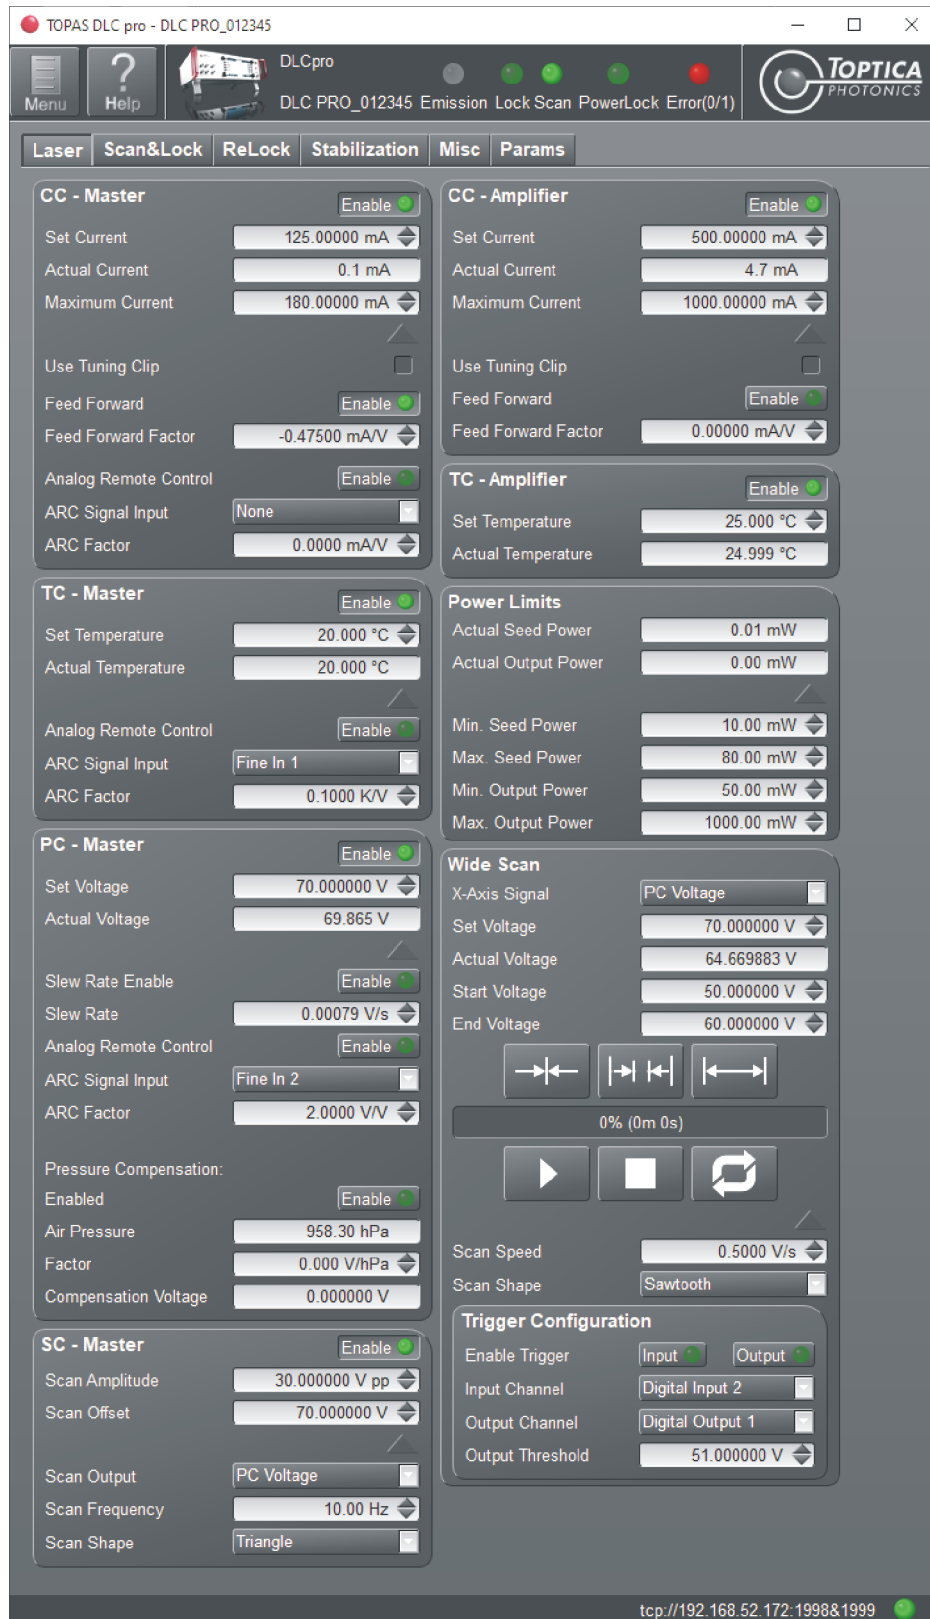 TOPAS DLC pro - DLC PRO_012345
Menu
Help
DLCpro
DLC PRO_012345 Emission Lock Scan PowerLock Error(0/1)
TOPTICA
PHOTONICS
Laser Scan&Lock ReLock Stabilization Misc Params
CC - Master
Enable
Set Current 125.00000 mA
Actual Current 0.1 mA
Maximum Current 180.00000 mA
Use Tuning Clip
Feed Forward Enable
Feed Forward Factor -0.47500 mA/V
Analog Remote Control Enable
ARC Signal Input None
ARC Factor 0.0000 mA/V
TC - Master
Enable
Set Temperature 20.000 °C
Actual Temperature 20.000 °C
Analog Remote Control Enable
ARC Signal Input Fine In 1
ARC Factor 0.1000 K/V
PC - Master
Enable
Set Voltage 70.000000 V
Actual Voltage 69.865 V
Slew Rate Enable Enable
Slew Rate 0.00079 V/s
Analog Remote Control Enable
ARC Signal Input Fine In 2
ARC Factor 2.0000 V/V
Pressure Compensation:
Enabled Enable
Air Pressure 958.30 hPa
Factor 0.000 V/hPa
Compensation Voltage 0.000000 V
SC - Master
Enable
Scan Amplitude 30.000000 V pp
Scan Offset 70.000000 V
Scan Output PC Voltage
Scan Frequency 10.00 Hz
Scan Shape Triangle
CC - Amplifier
Enable
Set Current 500.00000 mA
Actual Current 4.7 mA
Maximum Current 1000.00000 mA
Use Tuning Clip
Feed Forward Enable
Feed Forward Factor 0.00000 mA/V
TC - Amplifier
Enable
Set Temperature 25.000 °C
Actual Temperature 24.999 °C
Power Limits
Actual Seed Power 0.01 mW
Actual Output Power 0.00 mW
Min. Seed Power 10.00 mW
Max. Seed Power 80.00 mW
Min. Output Power 50.00 mW
Max. Output Power 1000.00 mW
Wide Scan
X-Axis Signal PC Voltage
Set Voltage 70.000000 V
Actual Voltage 64.669883 V
Start Voltage 50.000000 V
End Voltage 60.000000 V
0% (0m 0s)
Scan Speed 0.5000 V/s
Scan Shape Sawtooth
Trigger Configuration
Enable Trigger Input Output
Input Channel Digital Input 2
Output Channel Digital Output 1
Output Threshold 51.000000 V
tcp://192.168.52.172:1998&1999